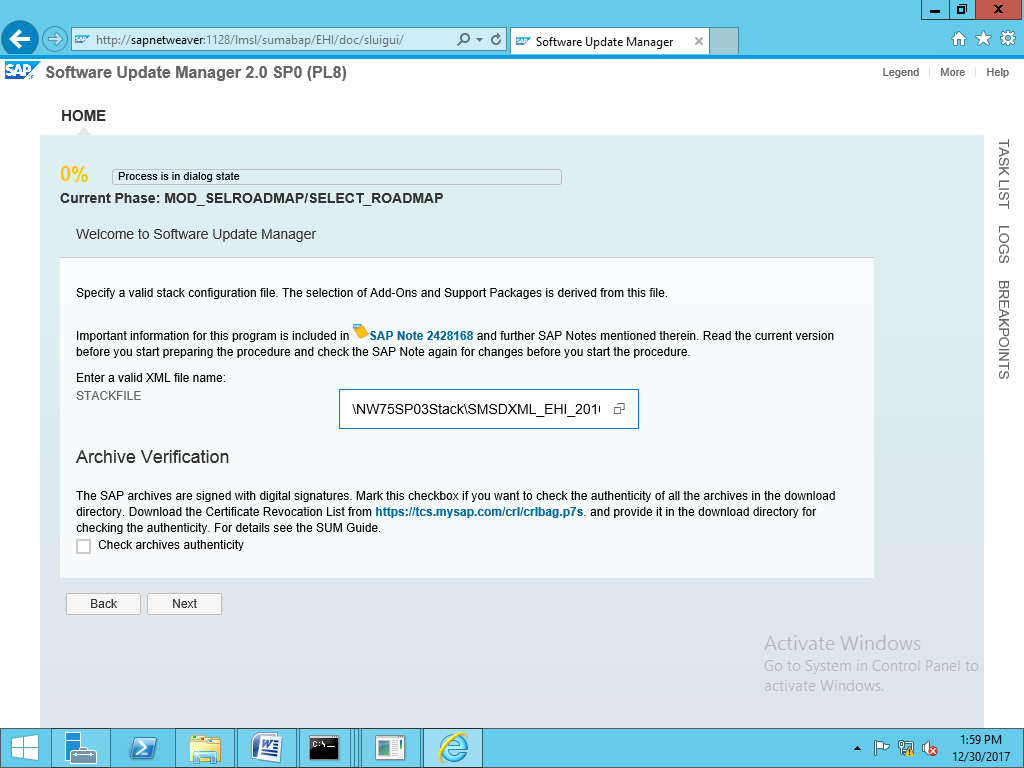 http://sapnetweaver:1128/lmsl/sumabap/EHI/doc/sluigui/
Software Update Manager
SAP
Software Update Manager 2.0 SP0 (PL8)
Legend
More
Help
HOME
0%
Process is in dialog state
Current Phase: MOD_SELROADMAP/SELECT_ROADMAP
Welcome to Software Update Manager
Specify a valid stack configuration file. The selection of Add-Ons and Support Packages is derived from this file.
Important information for this program is included in SAP Note 2428168 and further SAP Notes mentioned therein. Read the current version
before you start preparing the procedure and check the SAP Note again for changes before you start the procedure.
Enter a valid XML file name:
STACKFILE
\NW75SP03Stack\SMSDXML_EHI_201
Archive Verification
The SAP archives are signed with digital signatures. Mark this checkbox if you want to check the authenticity of all the archives in the download
directory. Download the Certificate Revocation List from https://tcs.mysap.com/crl/crlbag.p7s. and provide it in the download directory for
checking the authenticity. For details see the SUM Guide.
Check archives authenticity
Back
Next
TASK LIST
LOGS
BREAKPOINTS
Activate Windows
Go to System in Control Panel to
activate Windows.
1:59 PM
12/30/2017